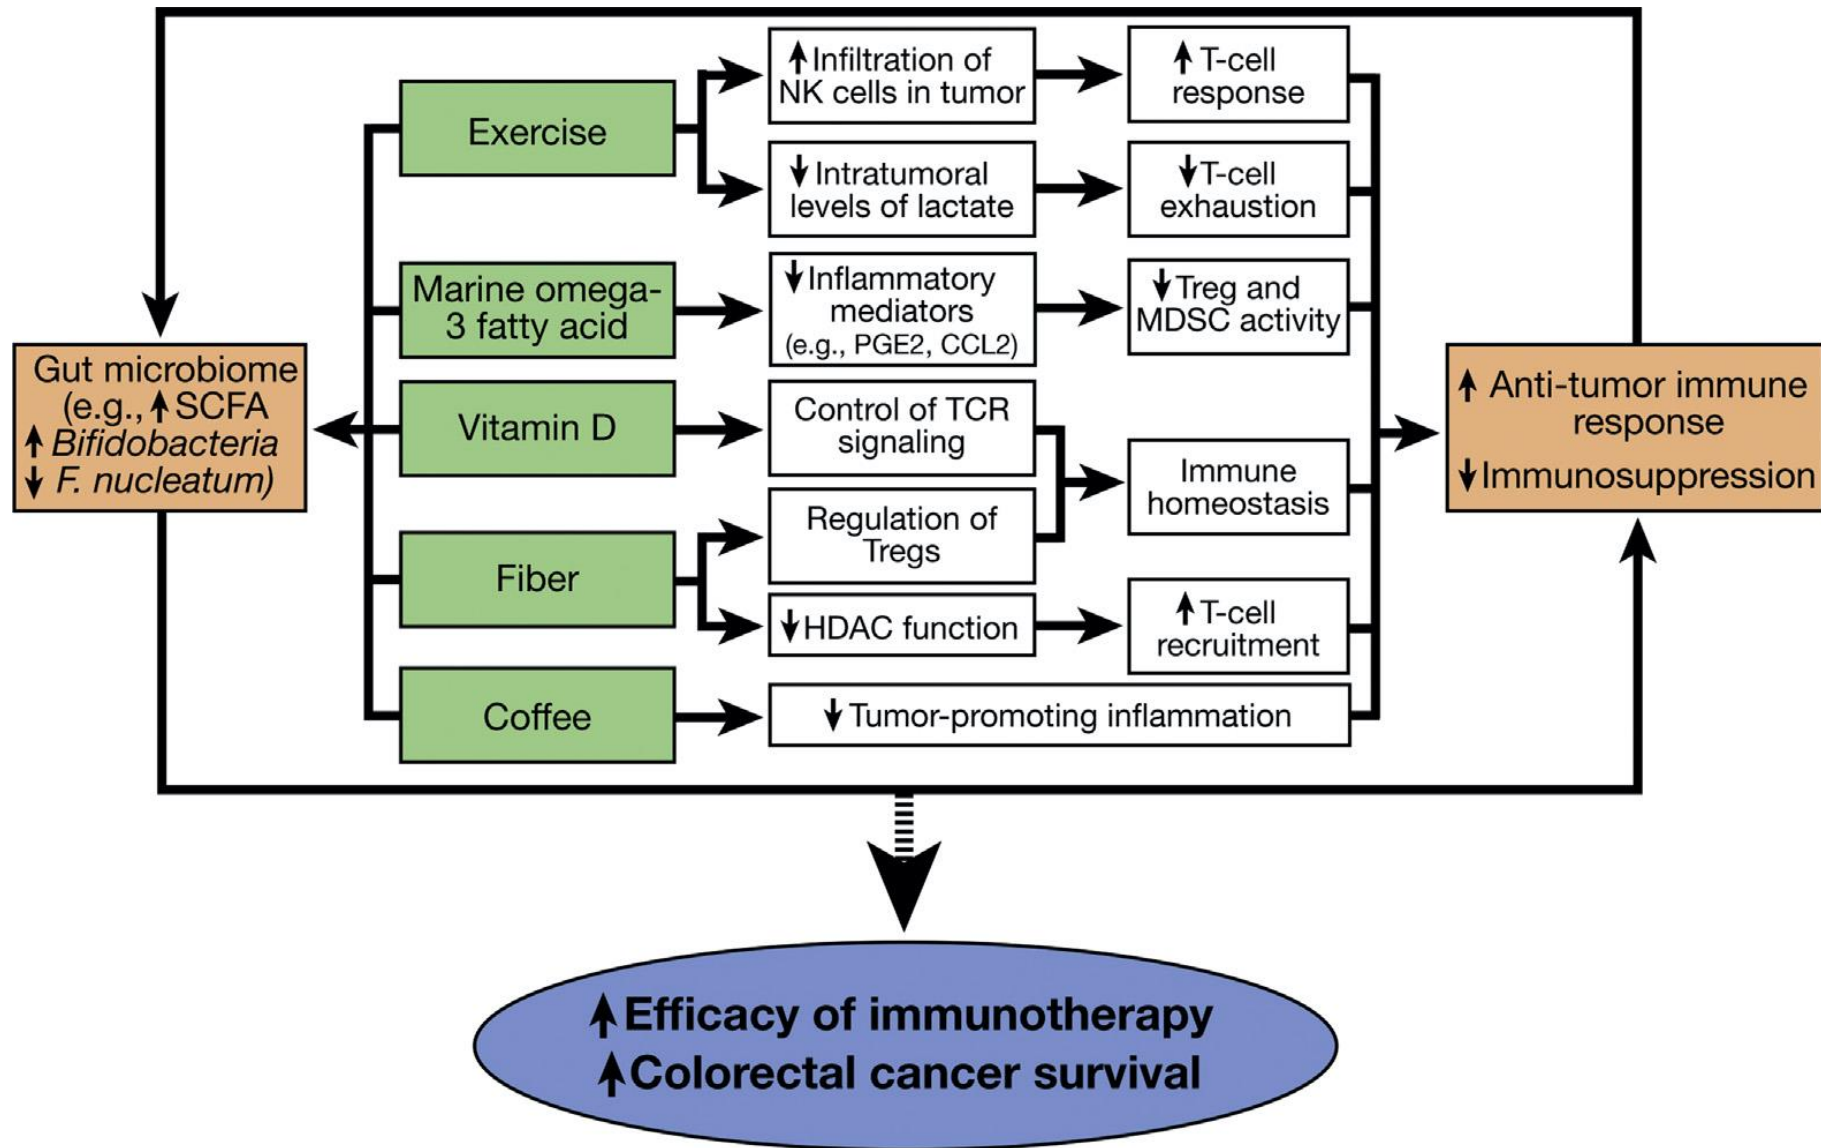 Exercise
↑ Infiltration of
NK cells in tumor
↑ T-cell
response
↓ Intratumoral
levels of lactate
↓ T-cell
exhaustion
Marine omega-
3 fatty acid
↓ Inflammatory
mediators
(e.g., PGE2, CCL2)
↓ Treg and
MDSC activity
Gut microbiome
(e.g., ↑ SCFA
↑ Bifidobacteria
↓ F. nucleatum)
Vitamin D
Control of TCR
signaling
Immune
homeostasis
↑ Anti-tumor immune
response
↓ Immunosuppression
Fiber
Regulation of
Tregs
↓ HDAC function
↑ T-cell
recruitment
Coffee
↓ Tumor-promoting inflammation
↑ Efficacy of immunotherapy
↑ Colorectal cancer survival